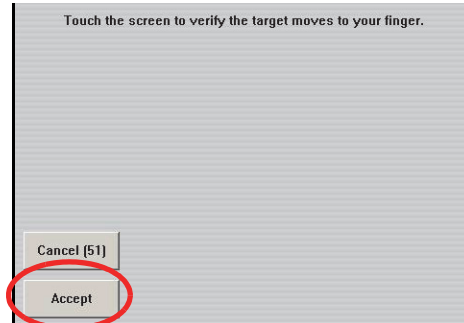 Touch the screen to verify the target moves to your finger.
Cancel (51)
Accept